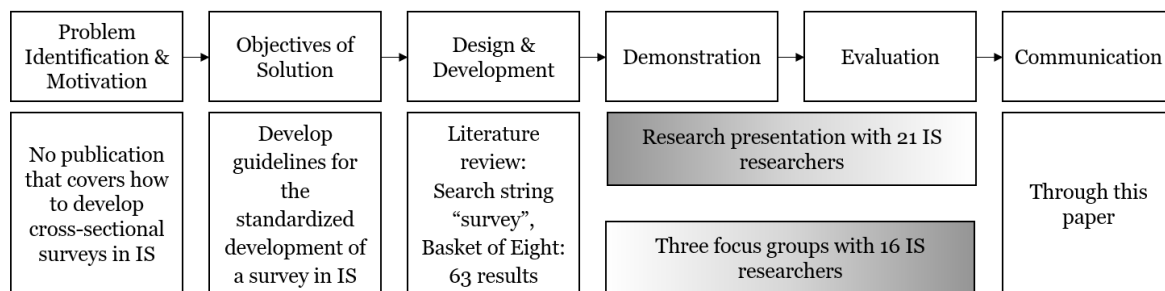 Problem
Identification &
Motivation
Objectives of
Solution
Design &
Development
Demonstration
Evaluation
Communication
No publication
that covers how
to develop
cross-sectional
surveys in IS
Develop
guidelines for
the
standardized
development of
a survey in IS
Literature
review:
Search string
“survey”,
Basket of Eight:
63 results
Research presentation with 21 IS
researchers
Three focus groups with 16 IS
researchers
Through this
paper